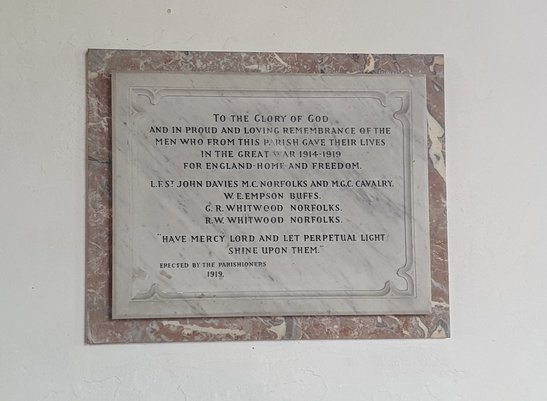 TO THE GLORY OF GOD
AND IN PROUD AND LOVING REMEMBRANCE OF THE
MEN WHO FROM THIS PARISH GAVE THEIR LIVES
IN THE GREAT WAR 1914-1919
FOR ENGLAND-HOME AND FREEDOM.
L.F. ST JOHN DAVIES M.C. NORFOLKS AND M.G.C. CAVALRY.
W. E. EMPSON BUFFS.
G. R. WHITWOOD NORFOLKS.
R. W. WHITWOOD NORFOLKS.
"HAVE MERCY LORD AND LET PERPETUAL LIGHT
SHINE UPON THEM."
ERECTED BY THE PARISHIONERS
1919.